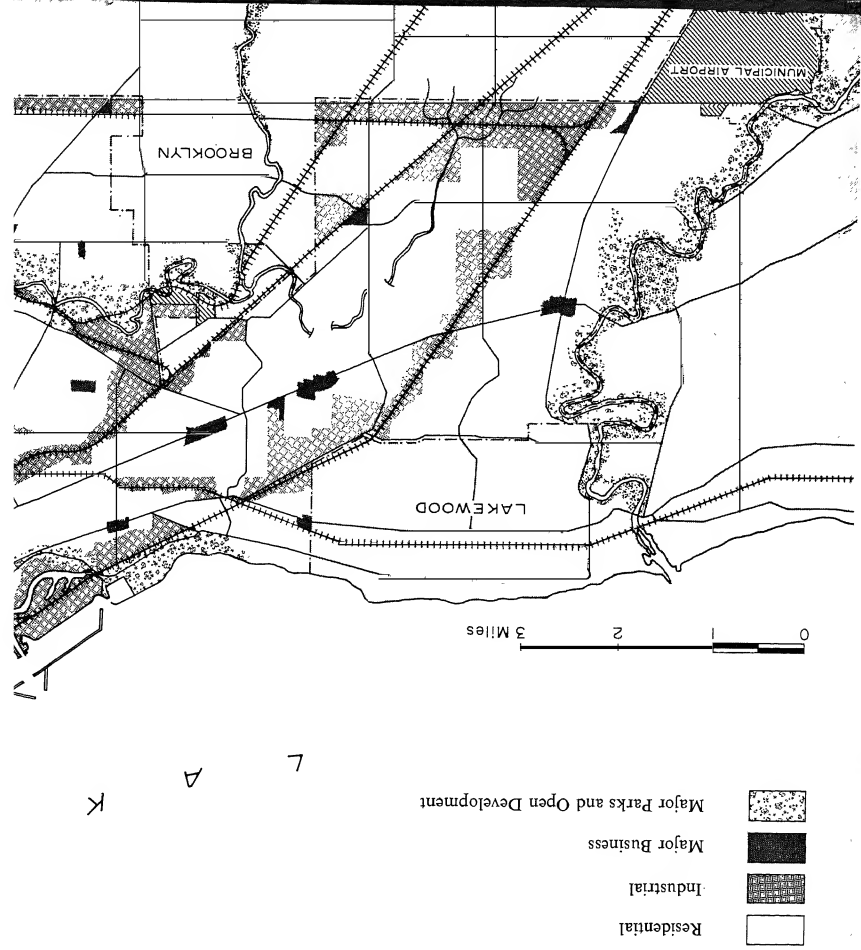 Residential
Industrial
Major Business
Major Parks and Open Development
L A K
0 1 2 3 Miles
LAKEWOOD
BROOKLYN
MUNICIPAL AIRPORT